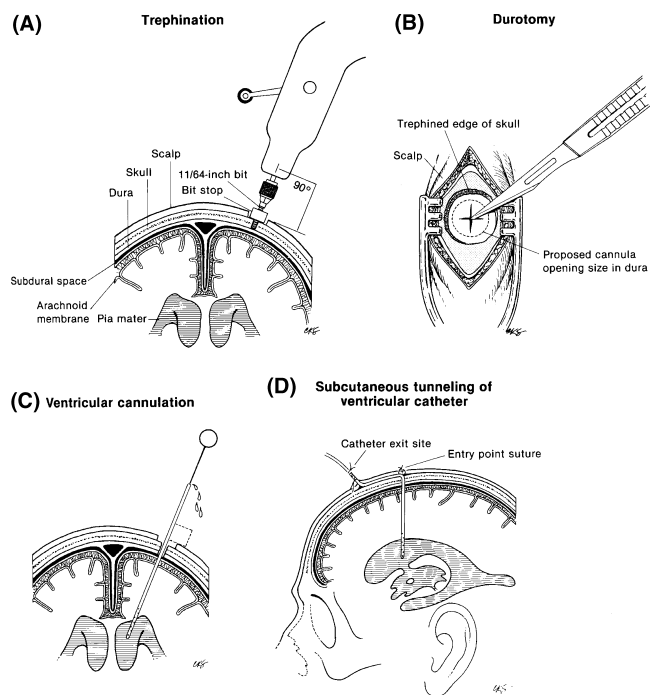 (A)
Trephination
Scalp
Skull
Dura
11/64-inch bit
Bit stop
90°
Subdural space
Arachnoid
membrane
Pia mater
(B)
Durotomy
Trephined edge of skull
Scalp
Proposed cannula
opening size in dura
(C) Ventricular cannulation
(D)
Subcutaneous tunneling of
ventricular catheter
Catheter exit site
Entry point suture